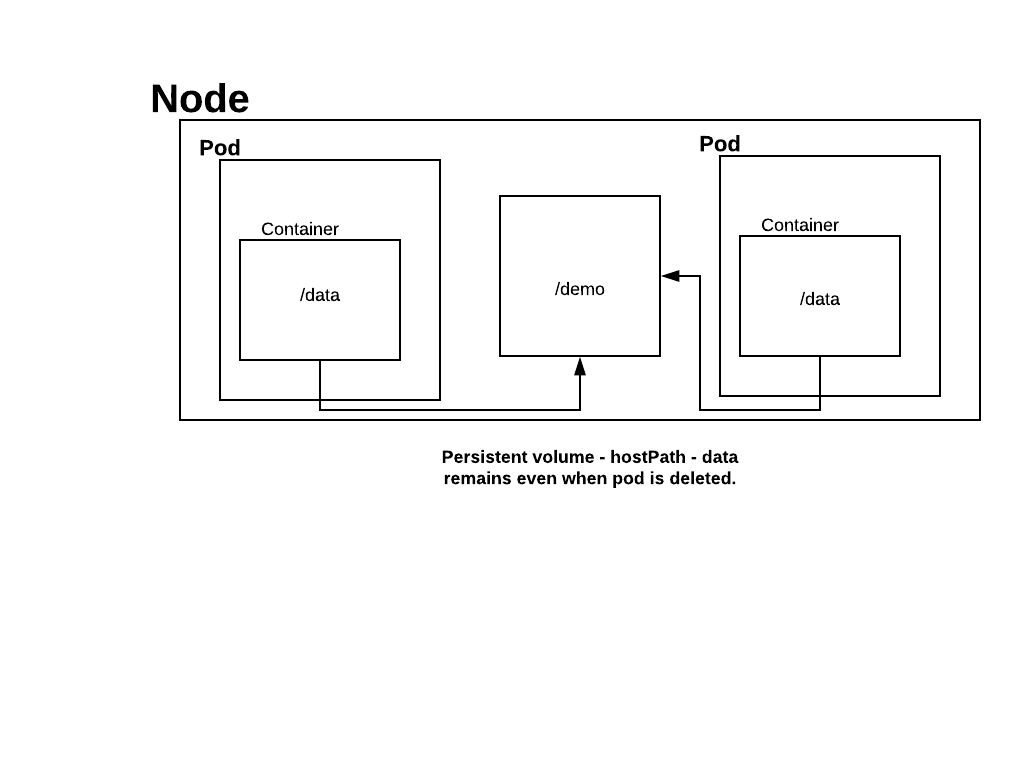 Node
Pod
Pod
Container
Container
/data
/demo
/data
Persistent volume - hostPath - data
remains even when pod is deleted.